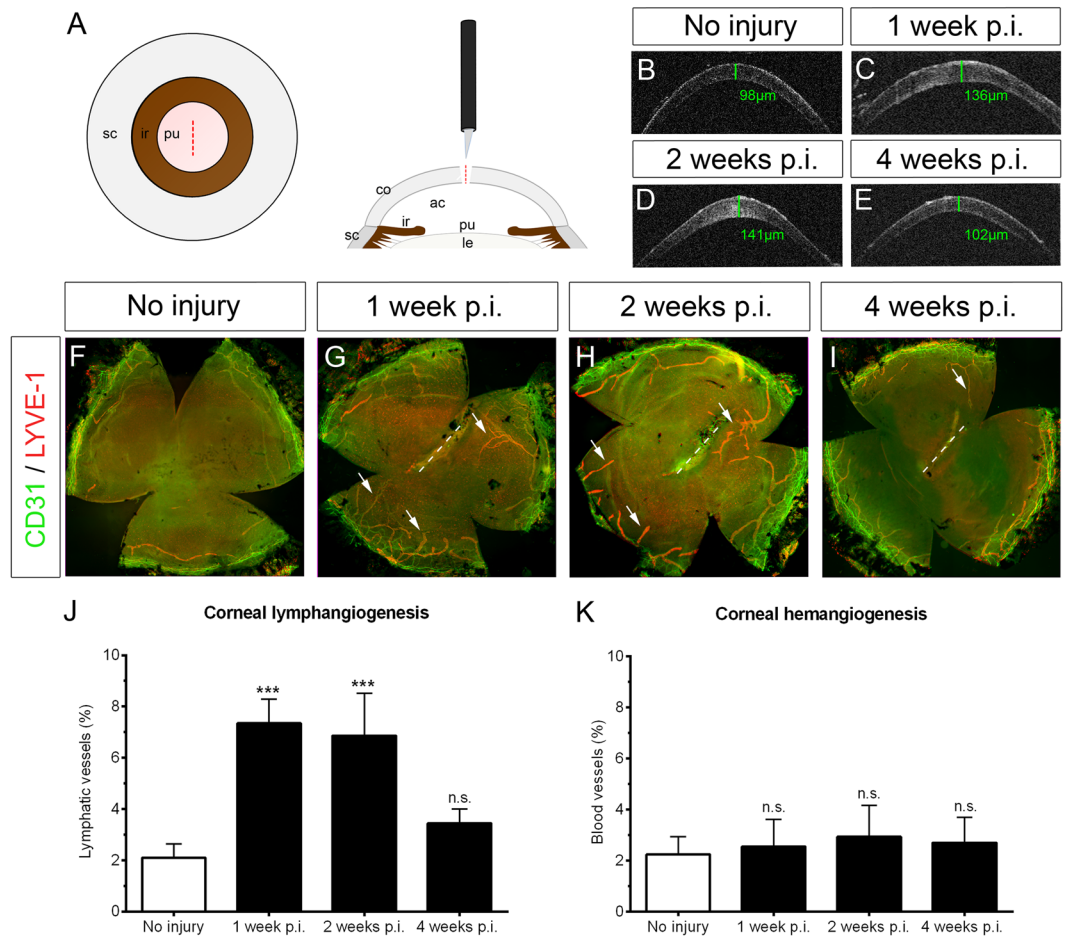 A
sc
ir
pu
co
ac
ir
sc
pu
le
No injury
1 week p.i.
B
98µm
C
136µm
2 weeks p.i.
4 weeks p.i.
D
141µm
E
102µm
No injury
1 week p.i.
2 weeks p.i.
4 weeks p.i.
CD31 / LYVE-1
F
G
H
I
J
Corneal lymphangiogenesis
Lymphatic vessels (%)
10
8
6
4
2
0
***
***
n.s.
No injury
1 week p.i.
2 weeks p.i.
4 weeks p.i.
K
Corneal hemangiogenesis
Blood vessels (%)
10
8
6
4
2
0
n.s.
n.s.
n.s.
No injury
1 week p.i.
2 weeks p.i.
4 weeks p.i.